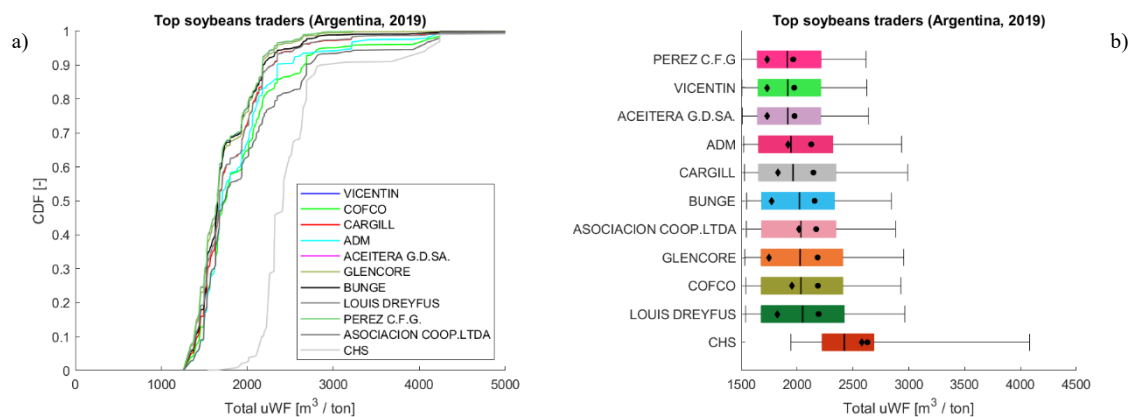 a)
Top soybeans traders (Argentina, 2019)
CDF [-]
1
0.9
0.8
0.7
0.6
0.5
0.4
0.3
0.2
0.1
0
VICENTIN
COFCO
CARGILL
ADM
ACEITERA G.D.SA.
GLENCORE
BUNGE
LOUIS DREYFUS
PEREZ C.F.G.
ASOCIACION COOP.LTDA
CHS
0 1000 2000 3000 4000 5000
Total uWF [m³ / ton]
Top soybeans traders (Argentina, 2019)
b)
PEREZ C.F.G
VICENTIN
ACEITERA G.D.SA.
ADM
CARGILL
BUNGE
ASOCIACION COOP.LTDA
GLENCORE
COFCO
LOUIS DREYFUS
CHS
1500 2000 2500 3000 3500 4000 4500
Total uWF [m³ / ton]